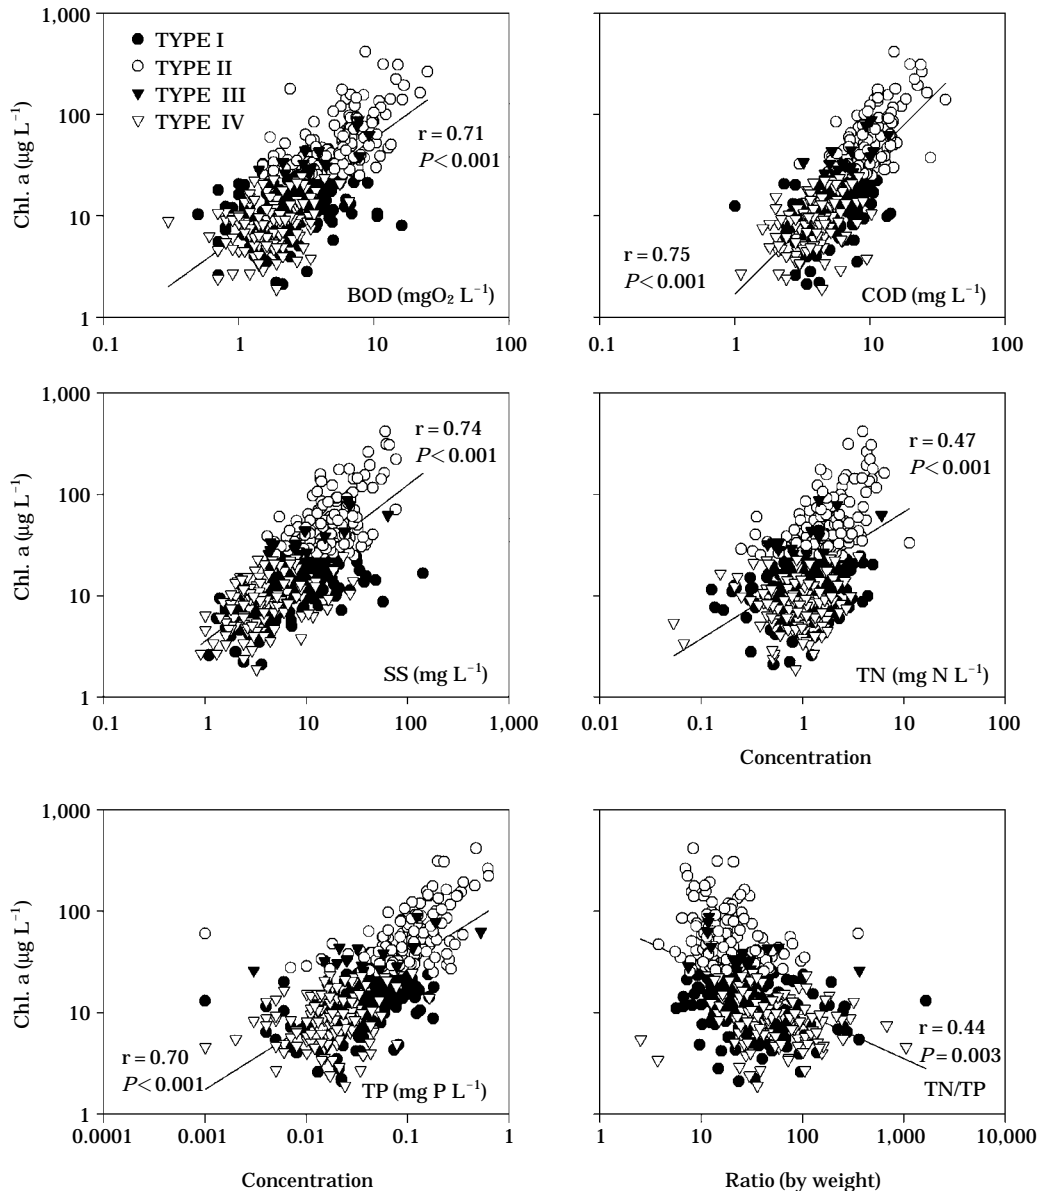 1,000
100
10
1
Chl. a (µg L⁻¹)
TYPE I
TYPE II
TYPE III
TYPE IV
r = 0.71
P < 0.001
BOD (mgO₂ L⁻¹)
0.1 1 10 100
r = 0.75
P < 0.001
COD (mg L⁻¹)
0.1 1 10 100
1,000
100
10
1
Chl. a (µg L⁻¹)
r = 0.74
P < 0.001
SS (mg L⁻¹)
0.1 1 10 100 1,000
r = 0.47
P < 0.001
TN (mg N L⁻¹)
0.01 0.1 1 10 100
Concentration
1,000
100
10
1
Chl. a (µg L⁻¹)
r = 0.70
P < 0.001
TP (mg P L⁻¹)
0.0001 0.001 0.01 0.1 1
Concentration
r = 0.44
P = 0.003
TN/TP
1 10 100 1,000 10,000
Ratio (by weight)